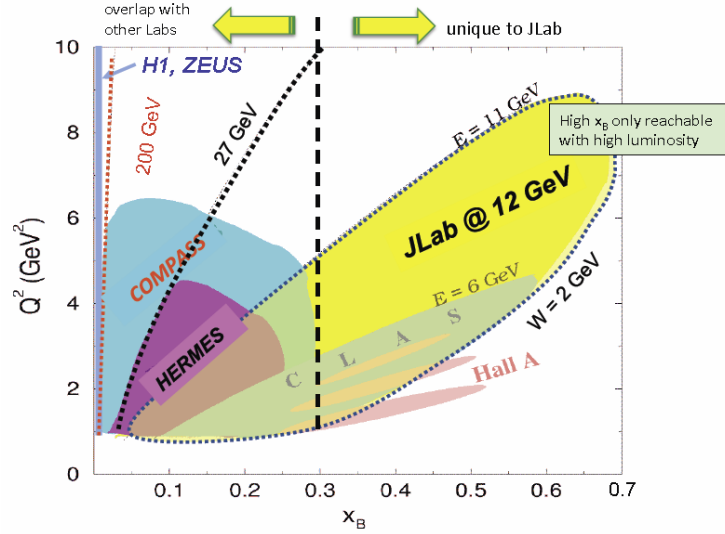 overlap with
other Labs
unique to JLab
10
8
6
4
2
0
Q² (GeV²)
H1, ZEUS
200 GeV
27 GeV
E = 11 GeV
High xB only reachable
with high luminosity
JLab @ 12 GeV
COMPASS
E = 6 GeV
W = 2 GeV
HERMES
C L A S
Hall A
0.1 0.2 0.3 0.4 0.5 0.6 0.7
xB